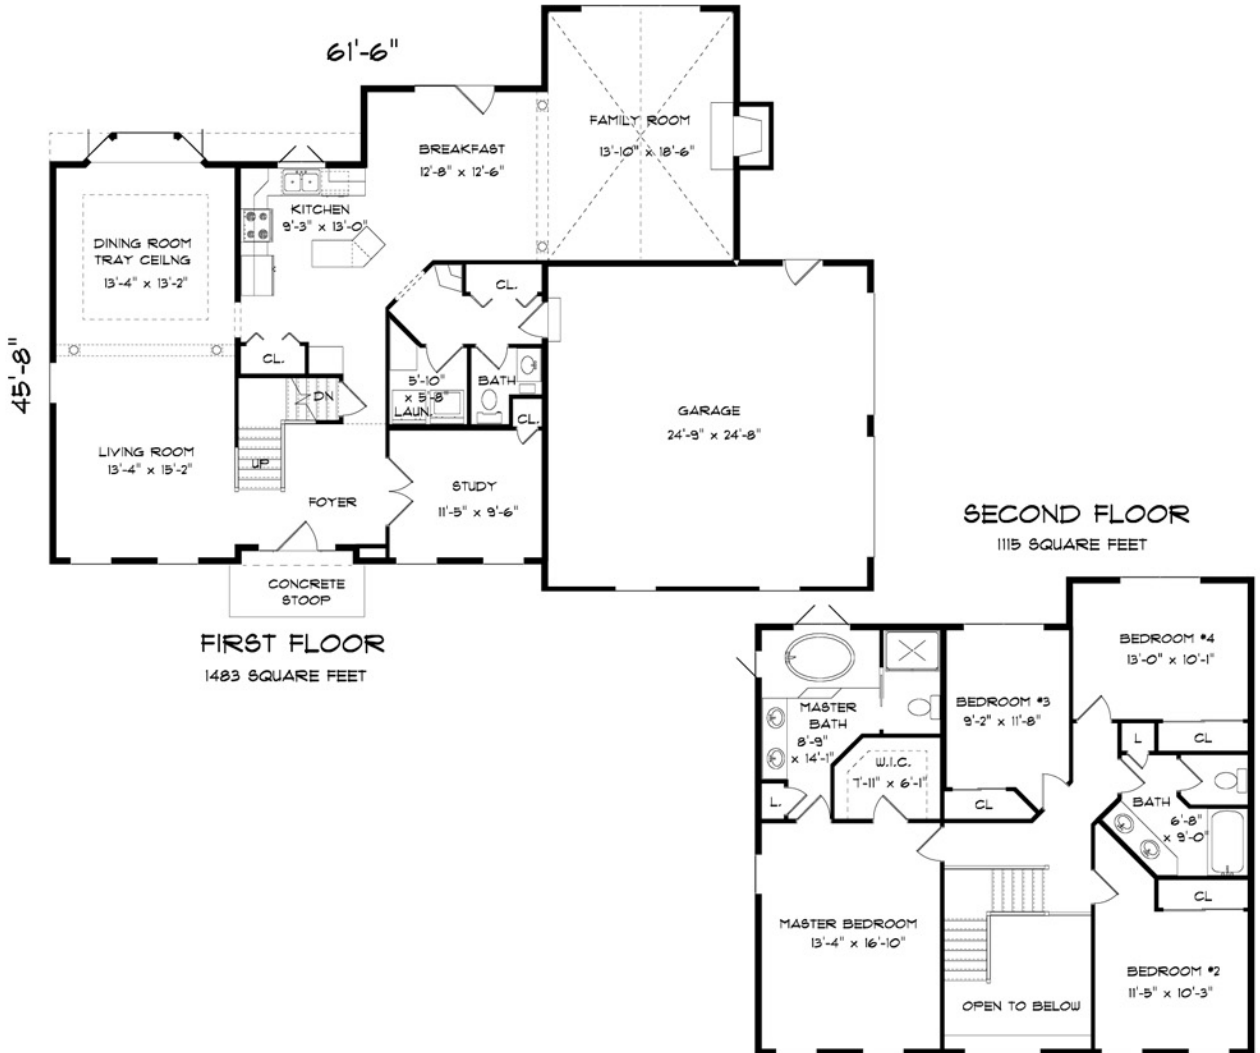 61'-6"
45'-8"
FAMILY ROOM
13'-10" x 18'-6"
BREAKFAST
12'-8" x 12'-6"
KITCHEN
9'-3" x 13'-0"
DINING ROOM
TRAY CEILNG
13'-4" x 13'-2"
CL.
CL.
5'-10"
x 5'-8"
LAUN.
BATH
CL.
DN
GARAGE
24'-9" x 24'-8"
LIVING ROOM
13'-4" x 15'-2"
UP
FOYER
STUDY
11'-5" x 9'-6"
CONCRETE
STOOP
FIRST FLOOR
1483 SQUARE FEET
SECOND FLOOR
1115 SQUARE FEET
BEDROOM #4
13'-0" x 10'-1"
BEDROOM #3
9'-2" x 11'-8"
MASTER
BATH
8'-9"
x 14'-1"
W.I.C.
7'-11" x 6'-1"
L.
CL
L
CL
BATH
6'-8"
x 9'-0"
CL
MASTER BEDROOM
13'-4" x 16'-10"
BEDROOM #2
11'-5" x 10'-3"
OPEN TO BELOW